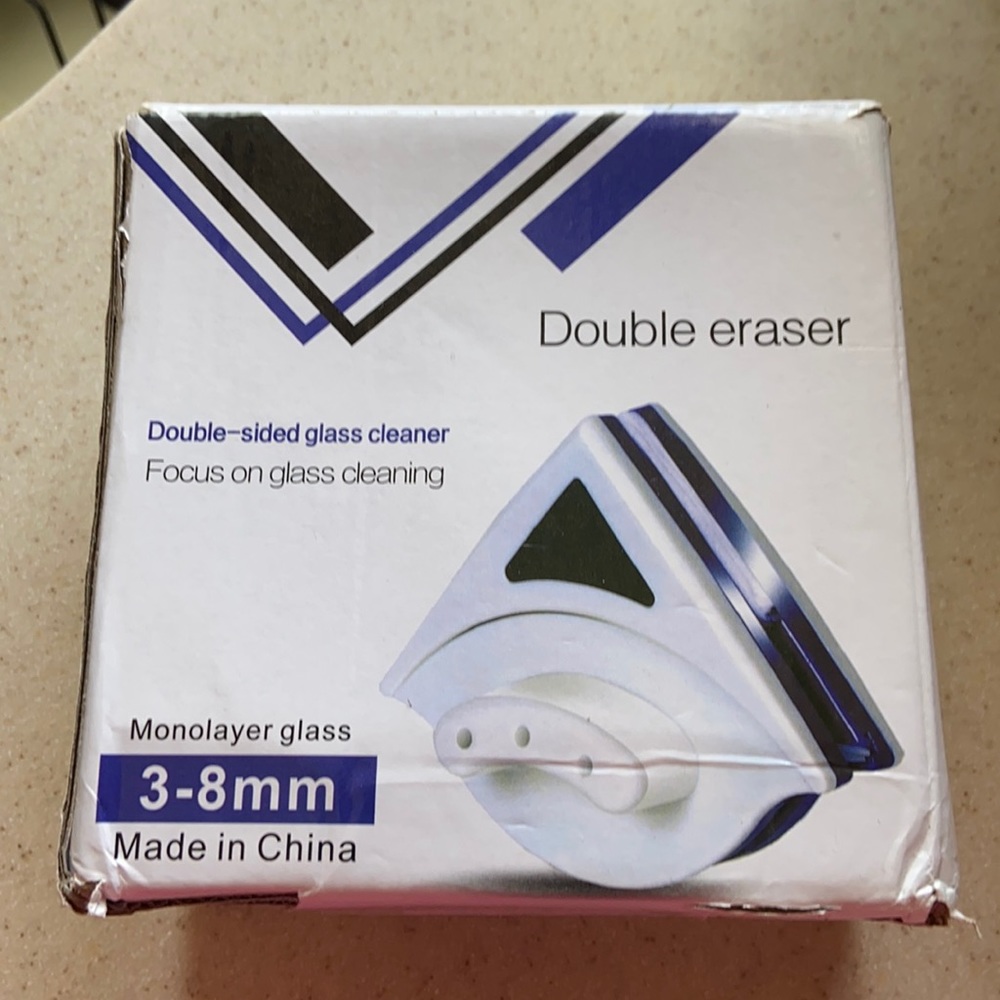 Double eraser
Double-sided glass cleaner
Focus on glass cleaning
Monolayer glass
3-8mm
Made in China